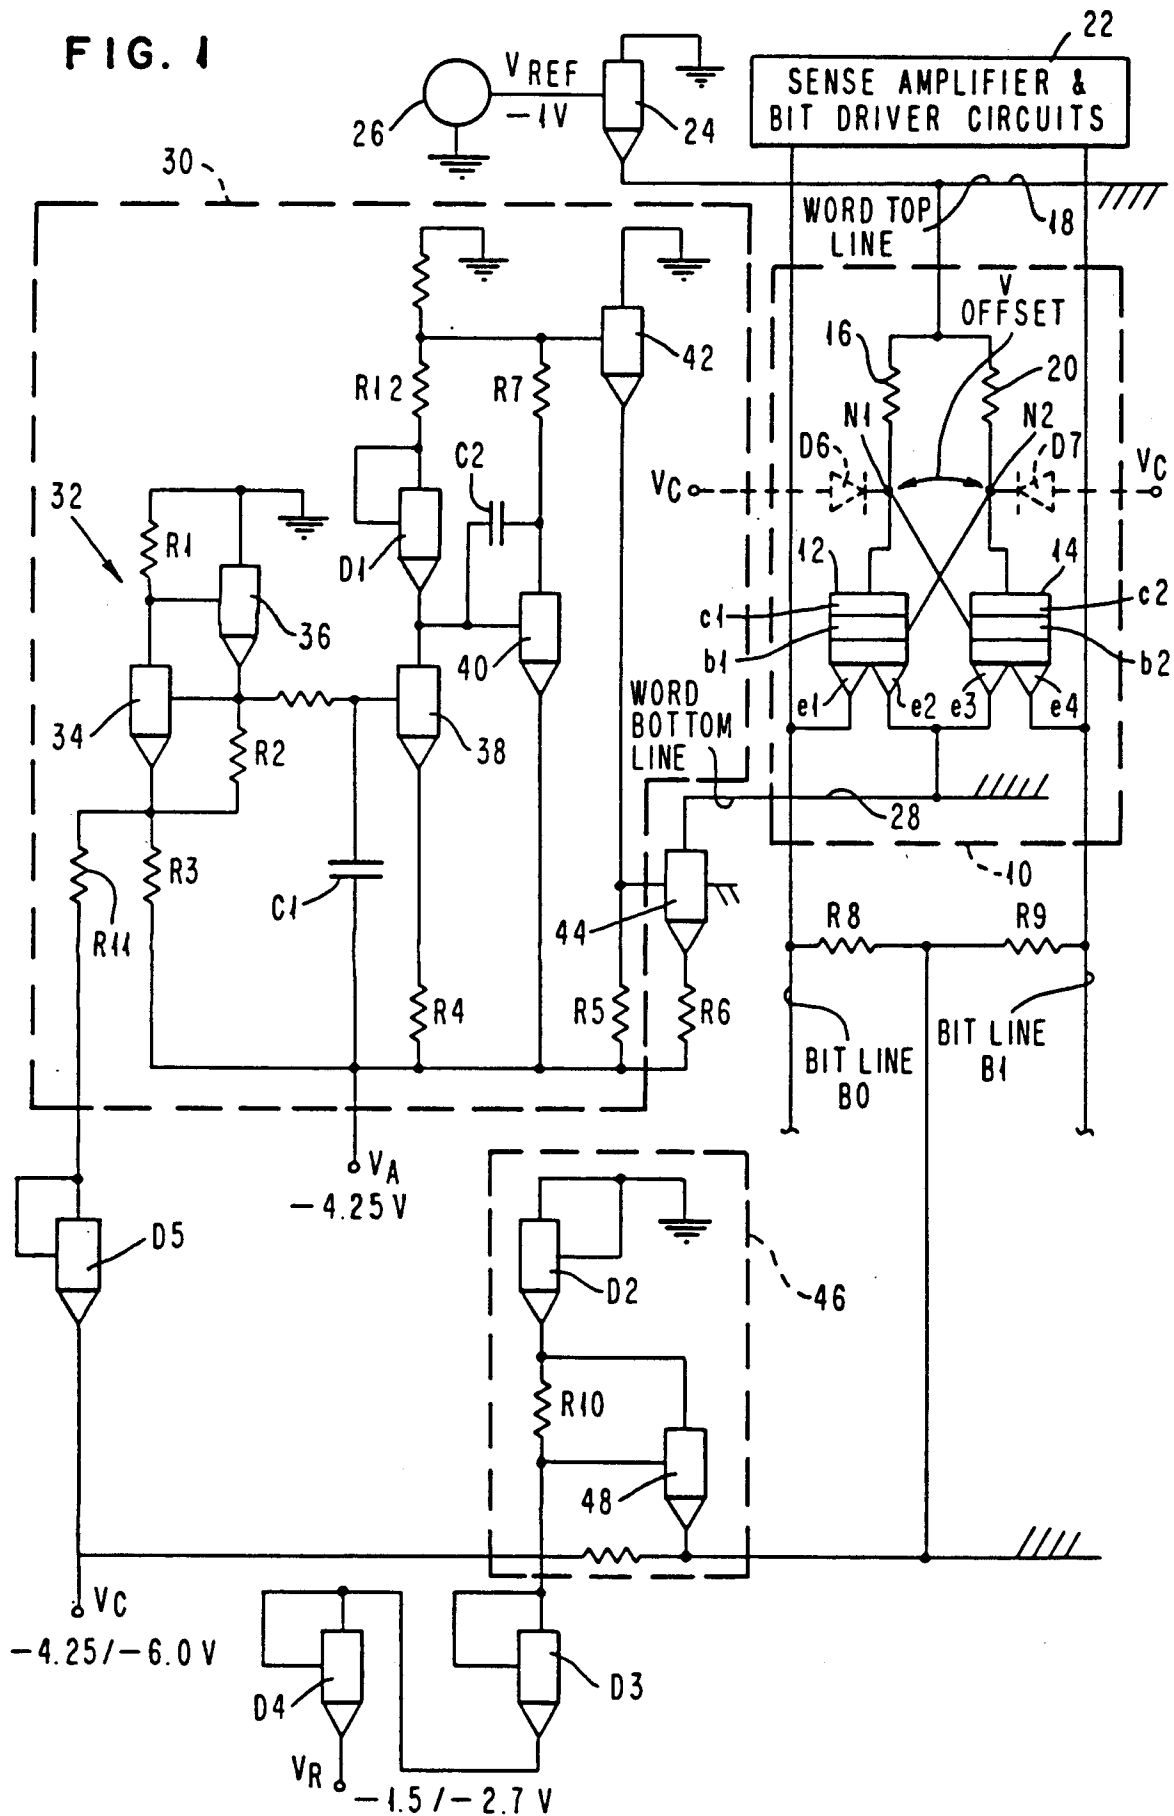 FIG. 1
22
SENSE AMPLIFIER &
BIT DRIVER CIRCUITS
VREF
-1V
26
24
30
WORD TOP
LINE
18
V
OFFSET
16
20
42
R12
R7
N1
N2
D6
D7
VC
VC
C2
32
R1
D1
12
14
c1
c2
36
40
b1
b2
34
R2
38
WORD
BOTTOM
LINE
e1
e2
e3
e4
28
10
R3
C1
R11
44
R8
R9
R4
R5
R6
BIT LINE
B0
BIT LINE
B1
VA
-4.25V
D5
D2
46
R10
48
VC
-4.25/-6.0V
D4
D3
VR
-1.5/-2.7V